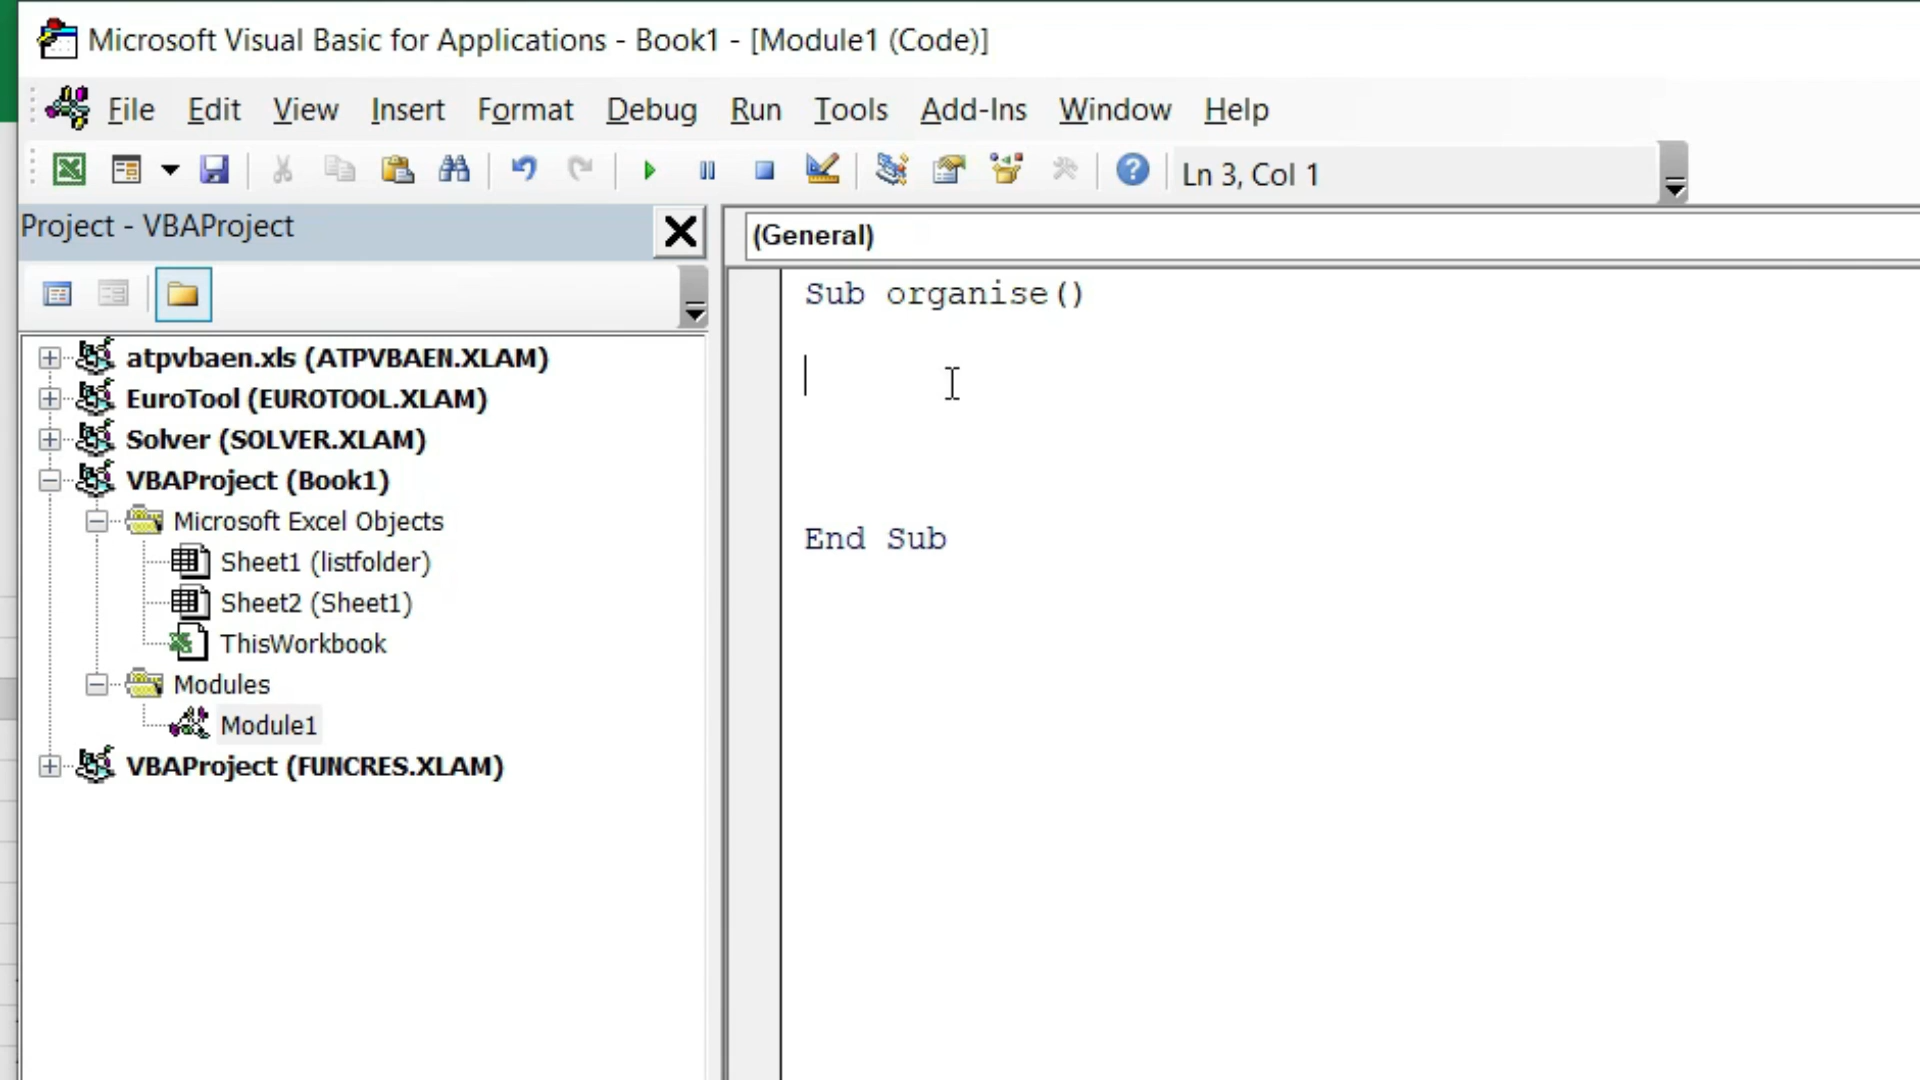 Microsoft Visual Basic for Applications - Book1 - [Module1 (Code)]
File Edit View Insert Format Debug Run Tools Add-Ins Window Help
Ln 3, Col 1
Project - VBAProject
(General)
Sub organise()
End Sub
atpvbaen.xls (ATPVBAEN.XLAM)
EuroTool (EUROTOOL.XLAM)
Solver (SOLVER.XLAM)
VBAProject (Book1)
Microsoft Excel Objects
Sheet1 (listfolder)
Sheet2 (Sheet1)
ThisWorkbook
Modules
Module1
VBAProject (FUNCRES.XLAM)